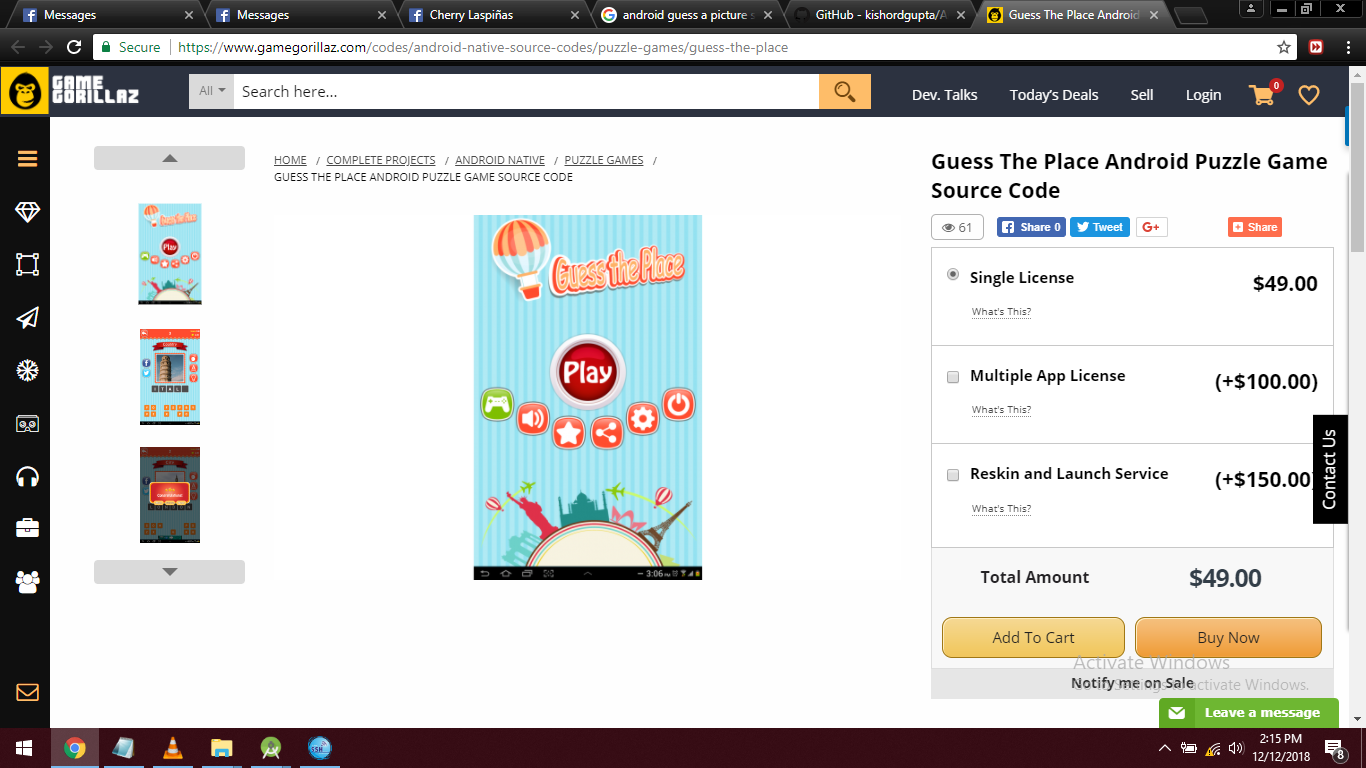 Messages
Messages
Cherry Laspiñas
android guess a picture s
GitHub - kishordgupta/A
Guess The Place Android
Secure
https://www.gamegorillaz.com/codes/android-native-source-codes/puzzle-games/guess-the-place
GAME GORILLAZ
All
Search here...
Dev. Talks
Today's Deals
Sell
Login
0
HOME / COMPLETE PROJECTS / ANDROID NATIVE / PUZZLE GAMES /
GUESS THE PLACE ANDROID PUZZLE GAME SOURCE CODE
Guess the Place
Play
Guess the Place
Play
3:06 PM
Guess The Place Android Puzzle Game
Source Code
61
Share 0
Tweet
G+
Share
Single License
$49.00
What's This?
Multiple App License
(+$100.00)
What's This?
Reskin and Launch Service
(+$150.00)
What's This?
Contact Us
Total Amount
$49.00
Add To Cart
Buy Now
Activate Windows
Notify me on Sale
Go to Settings to activate Windows.
Leave a message
2:15 PM
12/12/2018
8